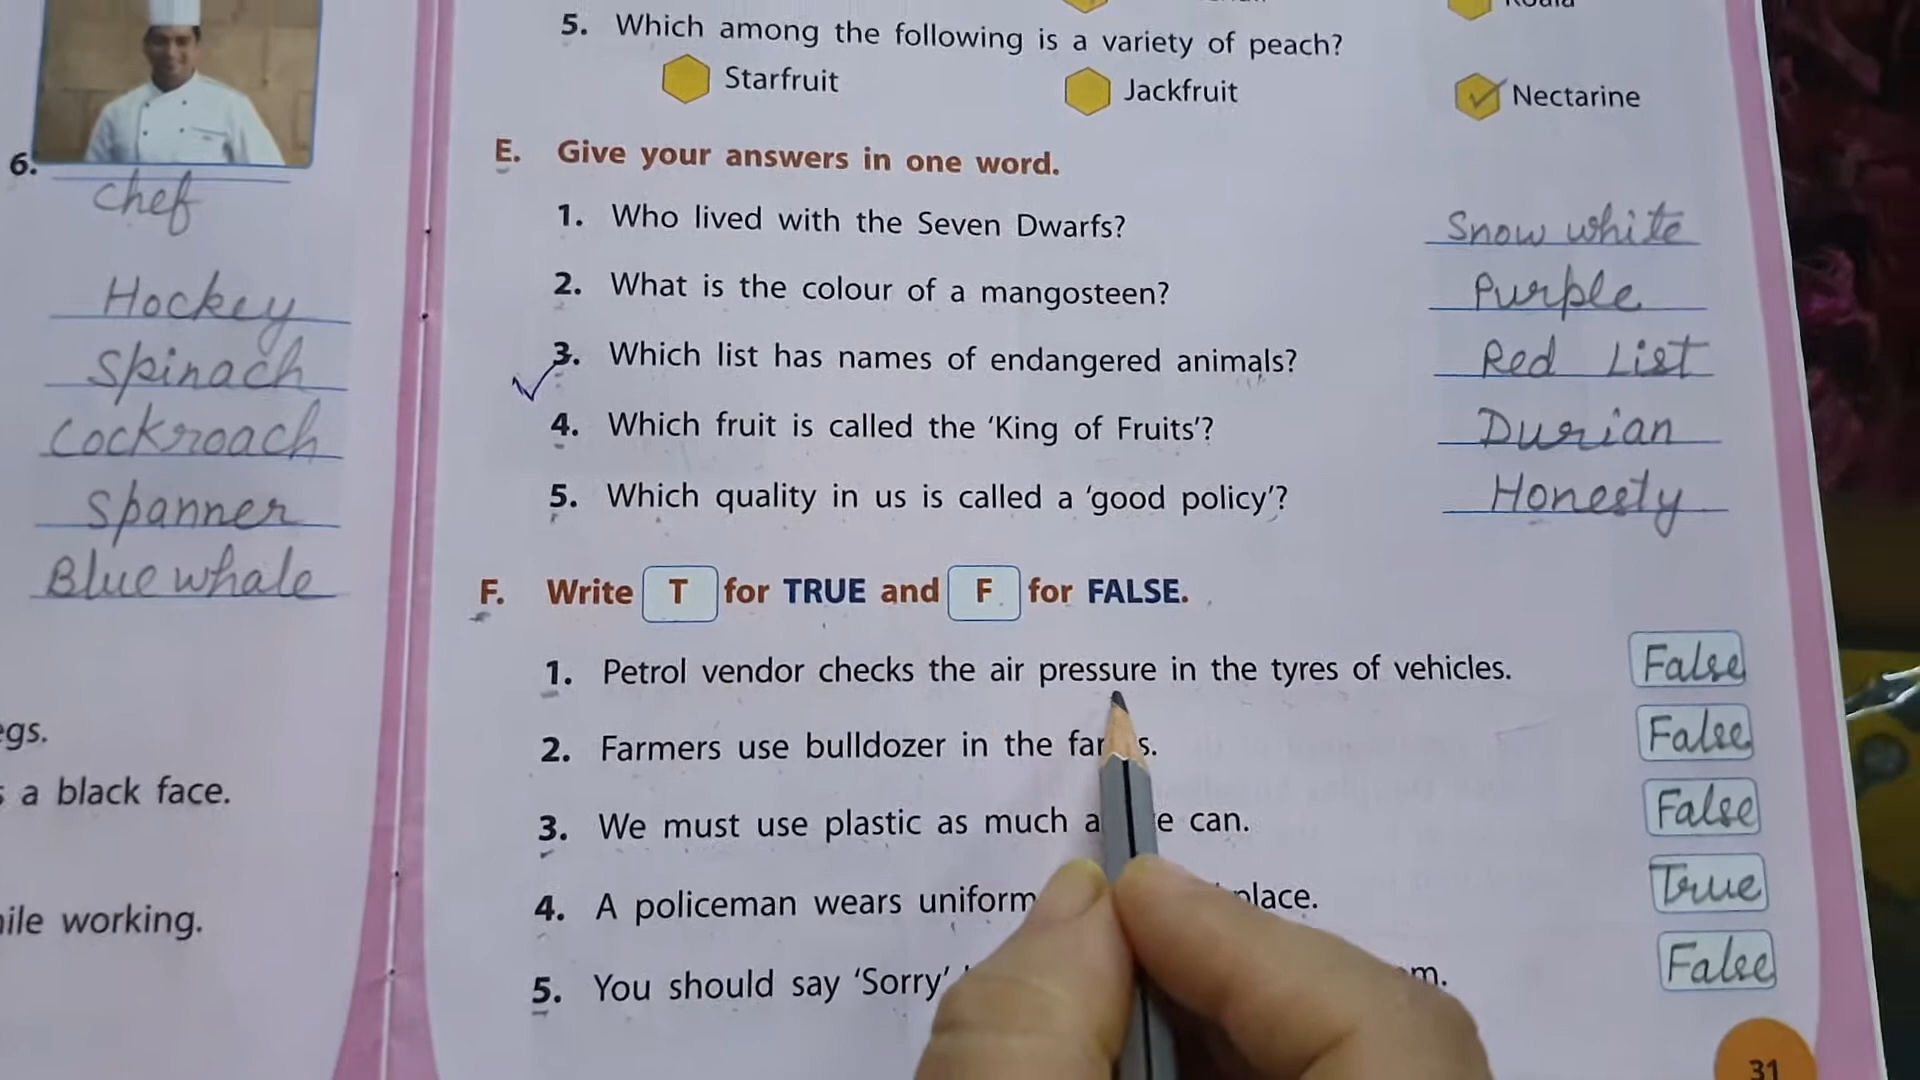 6.
chef
Hockey
Spinach
Cockroach
Spanner
Blue whale
egs.
s a black face.
while working.
5. Which among the following is a variety of peach?
Starfruit Jackfruit Nectarine
E. Give your answers in one word.
1. Who lived with the Seven Dwarfs? Snow white
2. What is the colour of a mangosteen? Purple
3. Which list has names of endangered animals? Red List
4. Which fruit is called the ‘King of Fruits’? Durian
5. Which quality in us is called a ‘good policy’? Honesty
F. Write T for TRUE and F for FALSE.
1. Petrol vendor checks the air pressure in the tyres of vehicles. False
2. Farmers use bulldozer in the s. False
3. We must use plastic as much can. False
4. A policeman wears uniform place. True
5. You should say ‘Sorry’ False
31